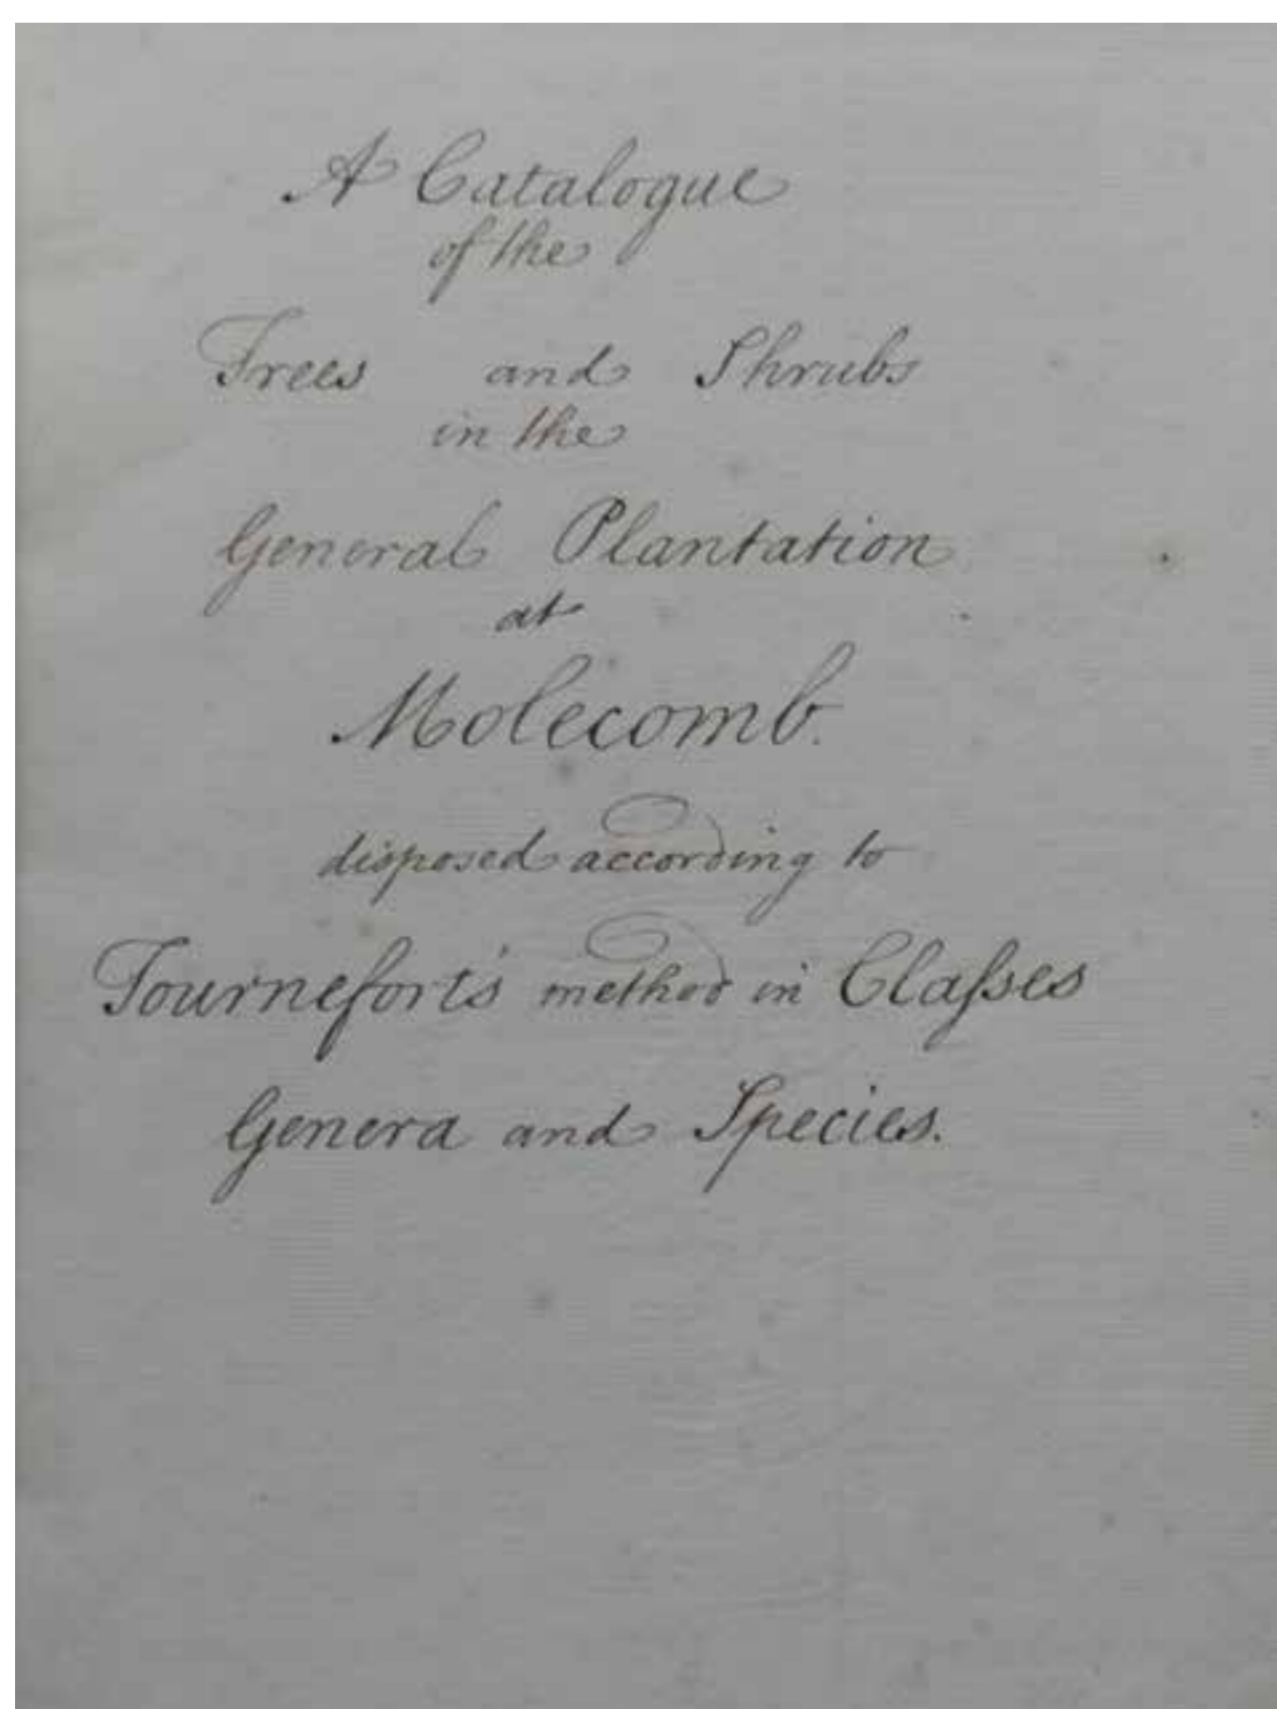 A Catalogue
of the
Trees and Shrubs
in the
General Plantation
at
Molecomb.
disposed according to
Tournefort's method in Claſses
Genera and Species.